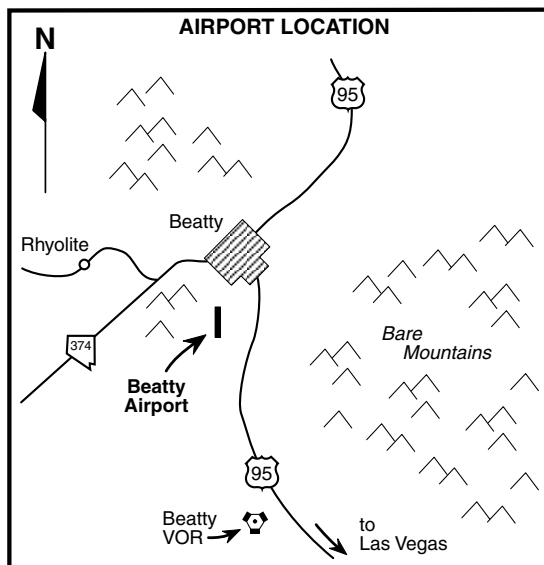 AIRPORT LOCATION
N
95
Beatty
Rhyolite
374
Bare
Mountains
Beatty
Airport
95
Beatty
VOR
to
Las Vegas